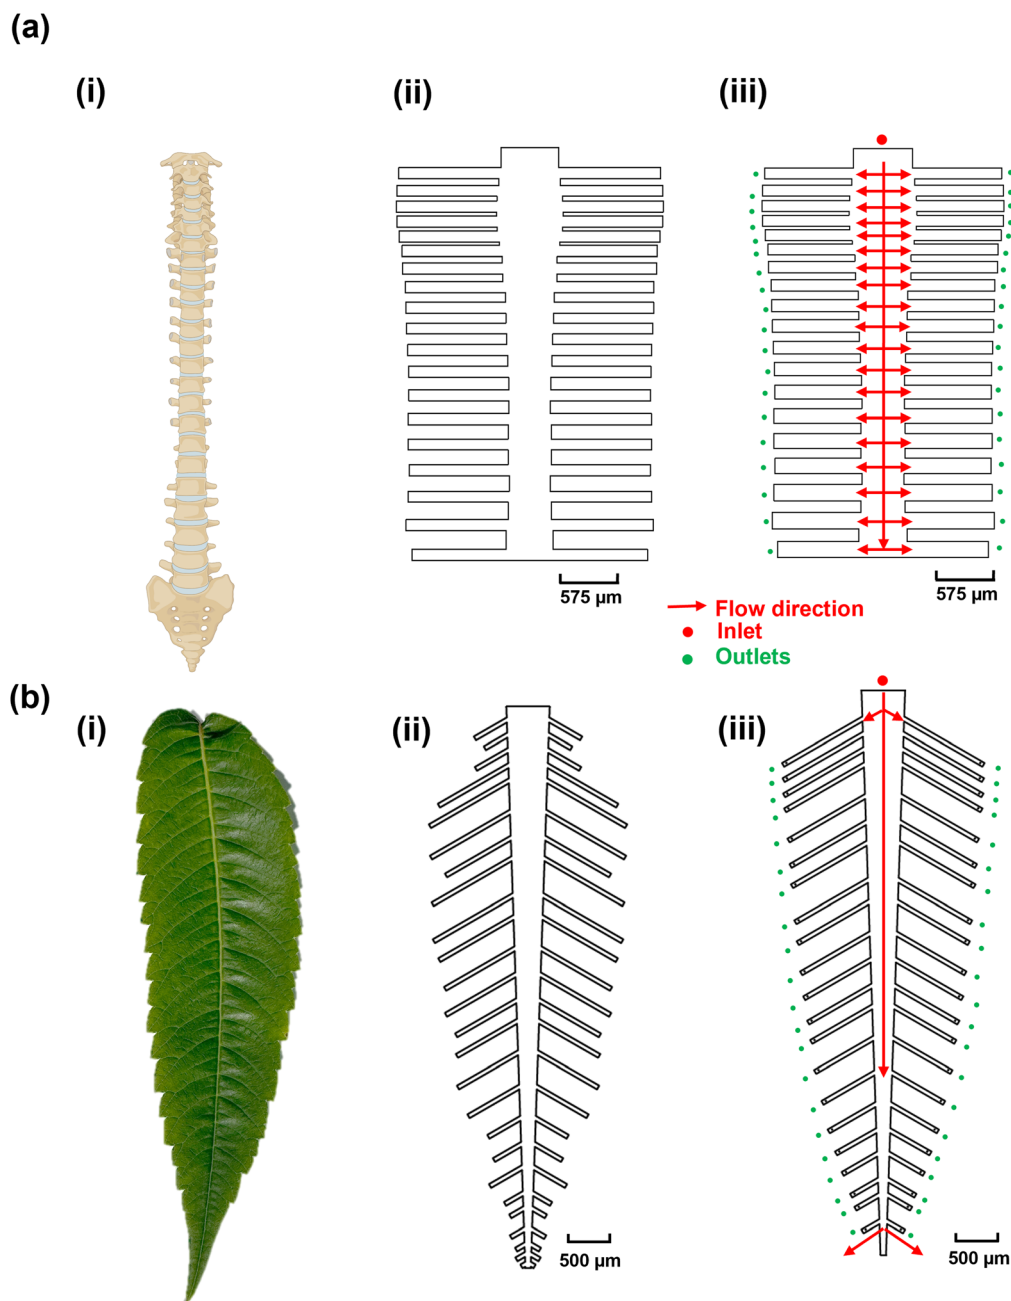 (a)
(i)
(ii)
(iii)
575 µm
575 µm
Flow direction
Inlet
Outlets
(b)
(i)
(ii)
(iii)
500 µm
500 µm